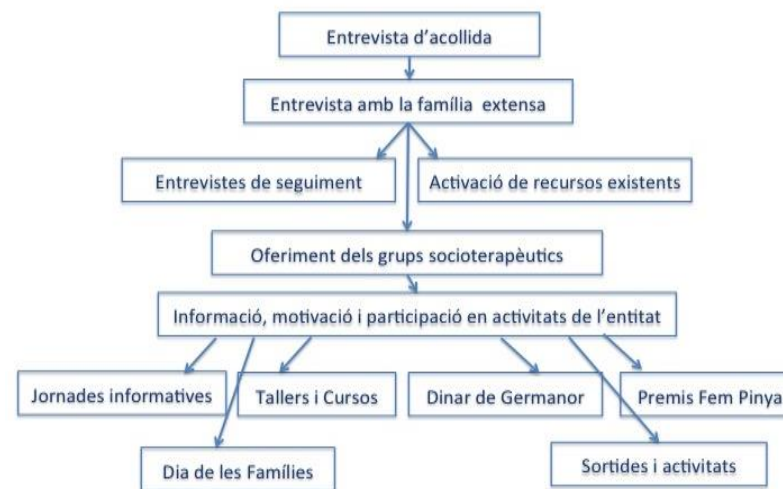 Entrevista d'acollida
Entrevista amb la família extensa
Entrevistes de seguiment
Activació de recursos existents
Oferiment dels grups socioterapèutics
Informació, motivació i participació en activitats de l'entitat
Jornades informatives
Tallers i Cursos
Dinar de Germanor
Premis Fem Pinya
Dia de les Famílies
Sortides i activitats